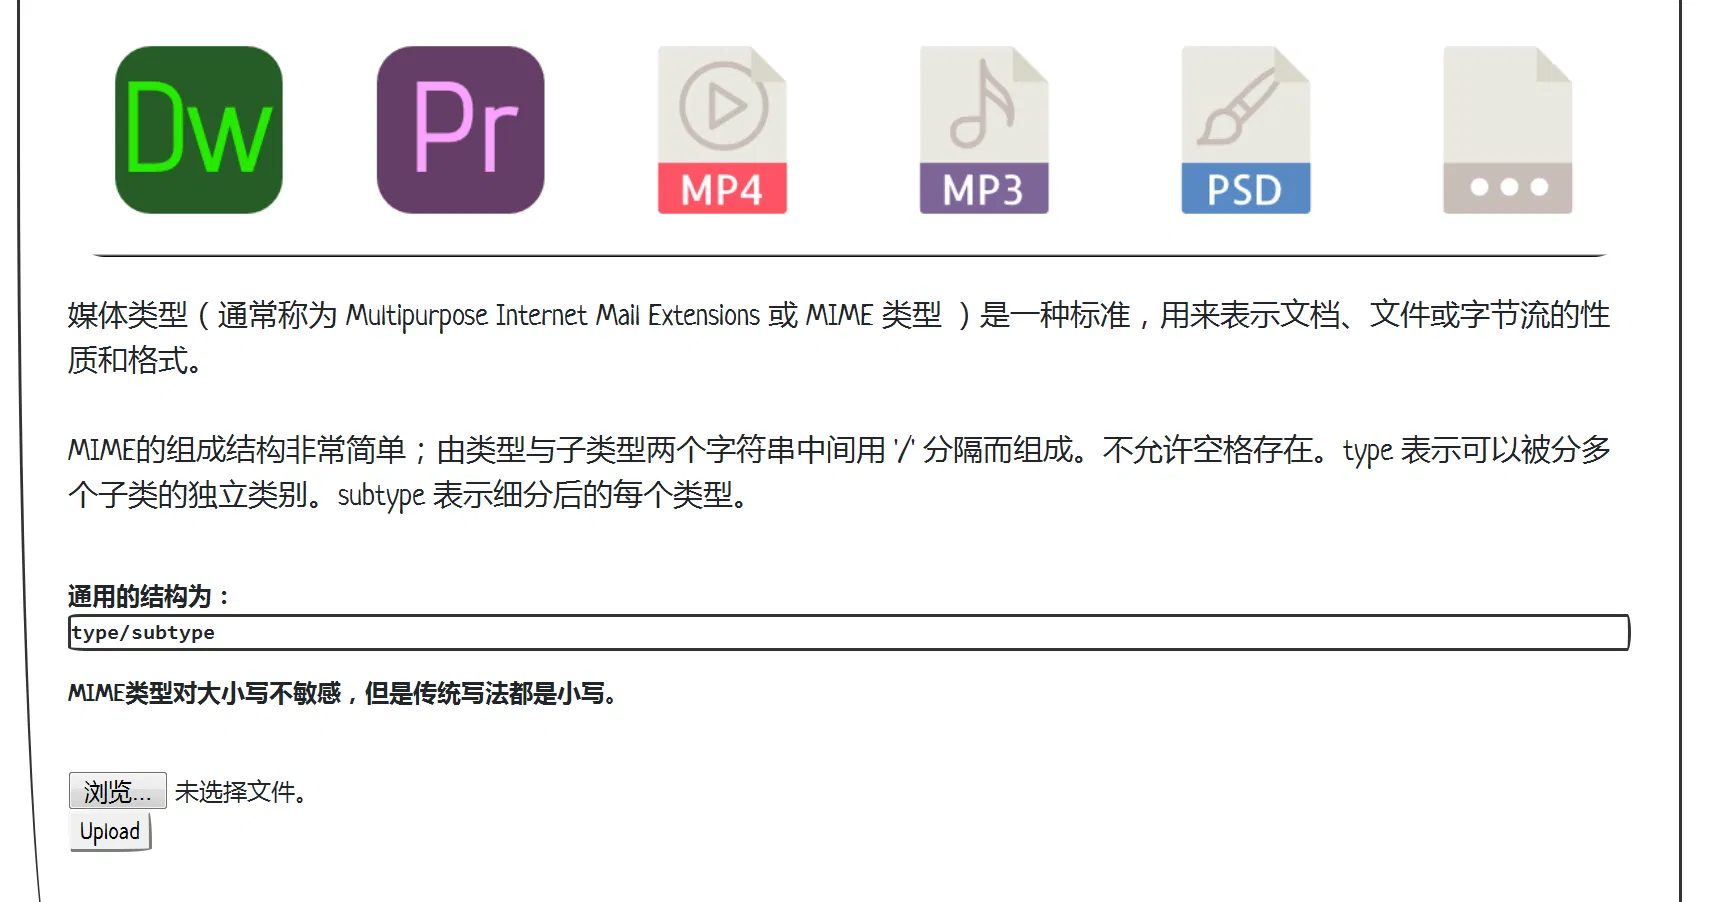 Dw Pr MP4 MP3 PSD
媒体类型（通常称为 Multipurpose Internet Mail Extensions 或 MIME 类型 ）是一种标准，用来表示文档、文件或字节流的性
质和格式。
MIME的组成结构非常简单；由类型与子类型两个字符串中间用 '/' 分隔而组成。不允许空格存在。type 表示可以被分多
个子类的独立类别。subtype 表示细分后的每个类型。
通用的结构为：
type/subtype
MIME类型对大小写不敏感，但是传统写法都是小写。
浏览... 未选择文件。
Upload